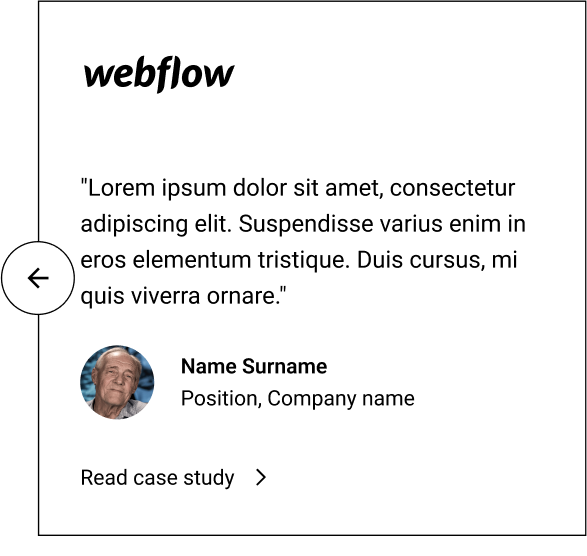 webflow
"Lorem ipsum dolor sit amet, consectetur
adipiscing elit. Suspendisse varius enim in
eros elementum tristique. Duis cursus, mi
quis viverra ornare."
Name Surname
Position, Company name
Read case study